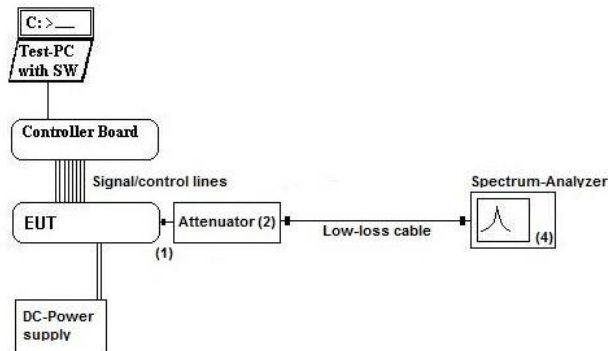 C: >__
Test-PC
with SW
Controller Board
Signal/control lines
Spectrum-Analyzer
EUT
Attenuator (2)
(1)
Low-loss cable
(4)
DC-Power
supply